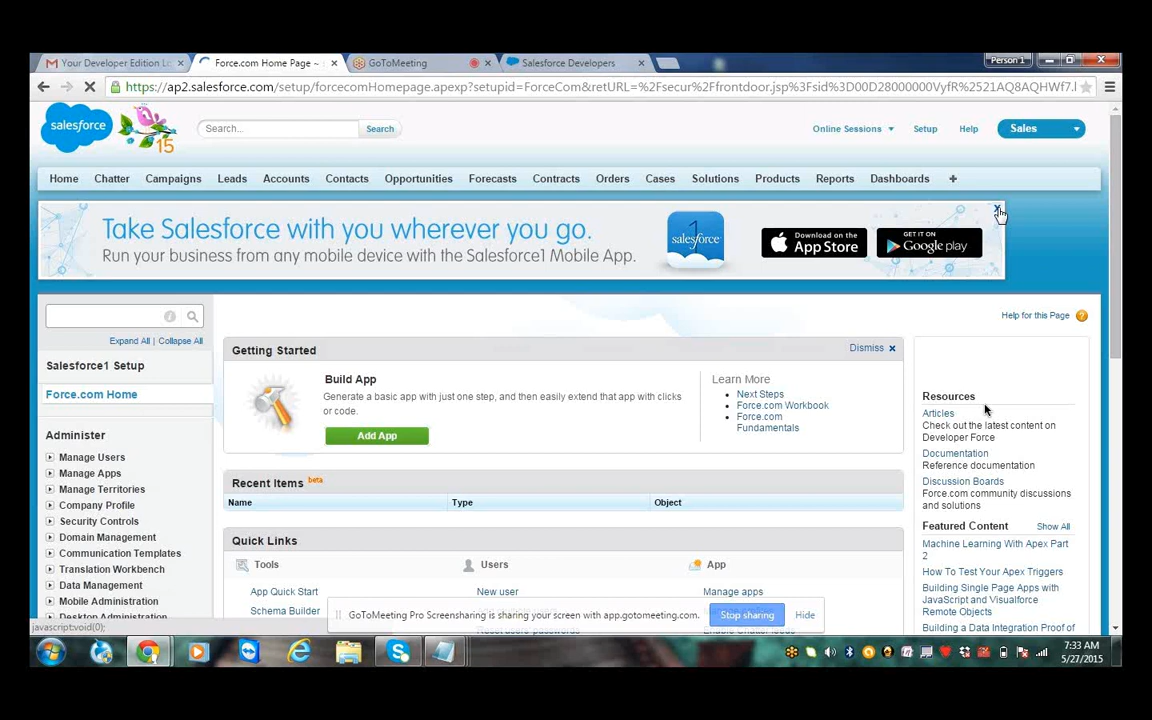 Your Developer Edition Lo
Force.com Home Page ~
GoToMeeting
Salesforce Developers
Person 1
https://ap2.salesforce.com/setup/forcecomHomepage.apexp?setupid=ForceCom&retURL=%2Fsecur%2Ffrontdoor.jsp%3Fsid%3D00D28000000VyfR%2521AQ8AQHWf7.l
salesforce
15
Search...
Search
Online Sessions
Setup
Help
Sales
Home
Chatter
Campaigns
Leads
Accounts
Contacts
Opportunities
Forecasts
Contracts
Orders
Cases
Solutions
Products
Reports
Dashboards
+
Take Salesforce with you wherever you go.
Run your business from any mobile device with the Salesforce1 Mobile App.
salesforce
1
Download on the
App Store
GET IT ON
Google play
Help for this Page
Expand All | Collapse All
Salesforce1 Setup
Force.com Home
Administer
Manage Users
Manage Apps
Manage Territories
Company Profile
Security Controls
Domain Management
Communication Templates
Translation Workbench
Data Management
Mobile Administration
Desktop Administration
javascript:void(0);
Getting Started
Dismiss
Build App
Generate a basic app with just one step, and then easily extend that app with clicks
or code.
Add App
Learn More
Next Steps
Force.com Workbook
Force.com
Fundamentals
Recent Items beta
Name
Type
Object
Quick Links
Tools
Users
App
App Quick Start
New user
Manage apps
Schema Builder
GoToMeeting Pro Screensharing is sharing your screen with app.gotomeeting.com.
Stop sharing
Hide
Resources
Articles
Check out the latest content on
Developer Force
Documentation
Reference documentation
Discussion Boards
Force.com community discussions
and solutions
Featured Content
Show All
Machine Learning With Apex Part
2
How To Test Your Apex Triggers
Building Single Page Apps with
JavaScript and Visualforce
Remote Objects
Building a Data Integration Proof of
7:33 AM
5/27/2015